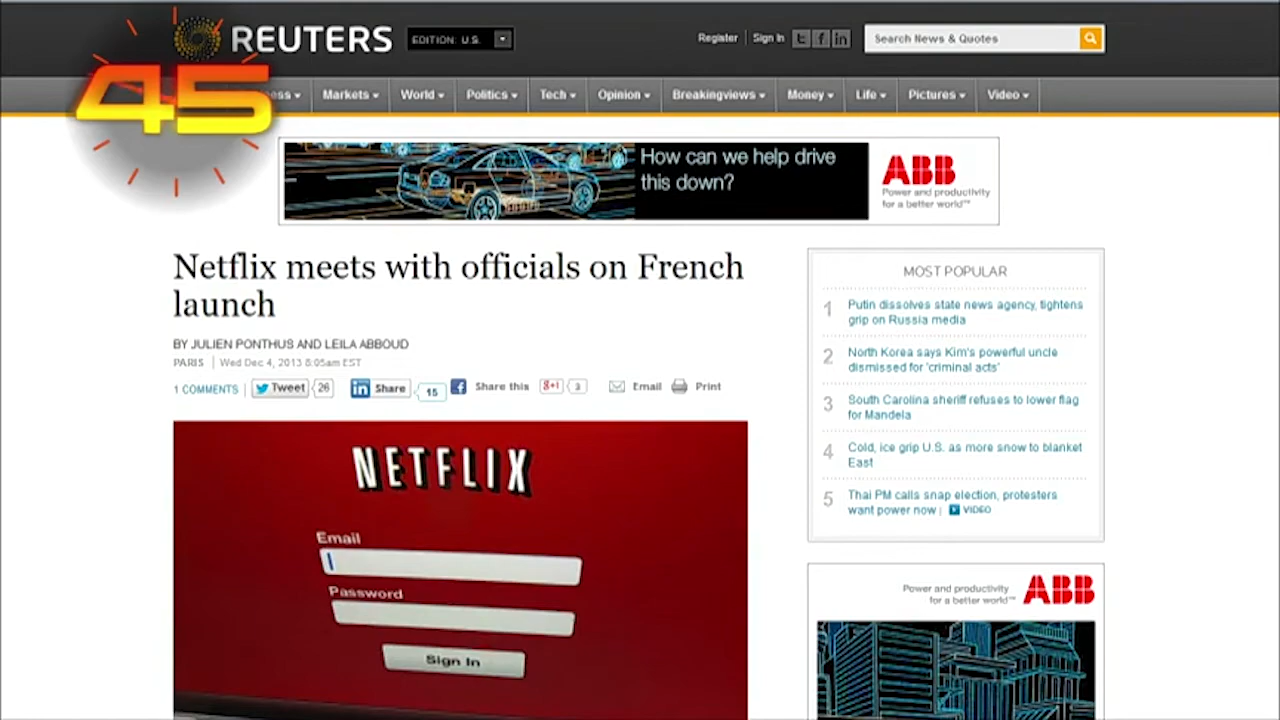 REUTERS
EDITION: U.S.
Register
Sign In
Search News & Quotes
45
ess
Markets
World
Politics
Tech
Opinion
Breakingviews
Money
Life
Pictures
Video
How can we help drive
this down?
ABB
Power and productivity
for a better world™
Netflix meets with officials on French
launch
BY JULIEN PONTHUS AND LEILA ABBOUD
PARIS | Wed Dec 4, 2013 8:05am EST
1 COMMENTS
Tweet 26
in Share 15
f Share this
g+1 3
Email
Print
NETFLIX
Email
Password
Sign In
MOST POPULAR
1 Putin dissolves state news agency, tightens
grip on Russia media
2 North Korea says Kim's powerful uncle
dismissed for 'criminal acts'
3 South Carolina sheriff refuses to lower flag
for Mandela
4 Cold, ice grip U.S. as more snow to blanket
East
5 Thai PM calls snap election, protesters
want power now | VIDEO
Power and productivity
for a better world™
ABB